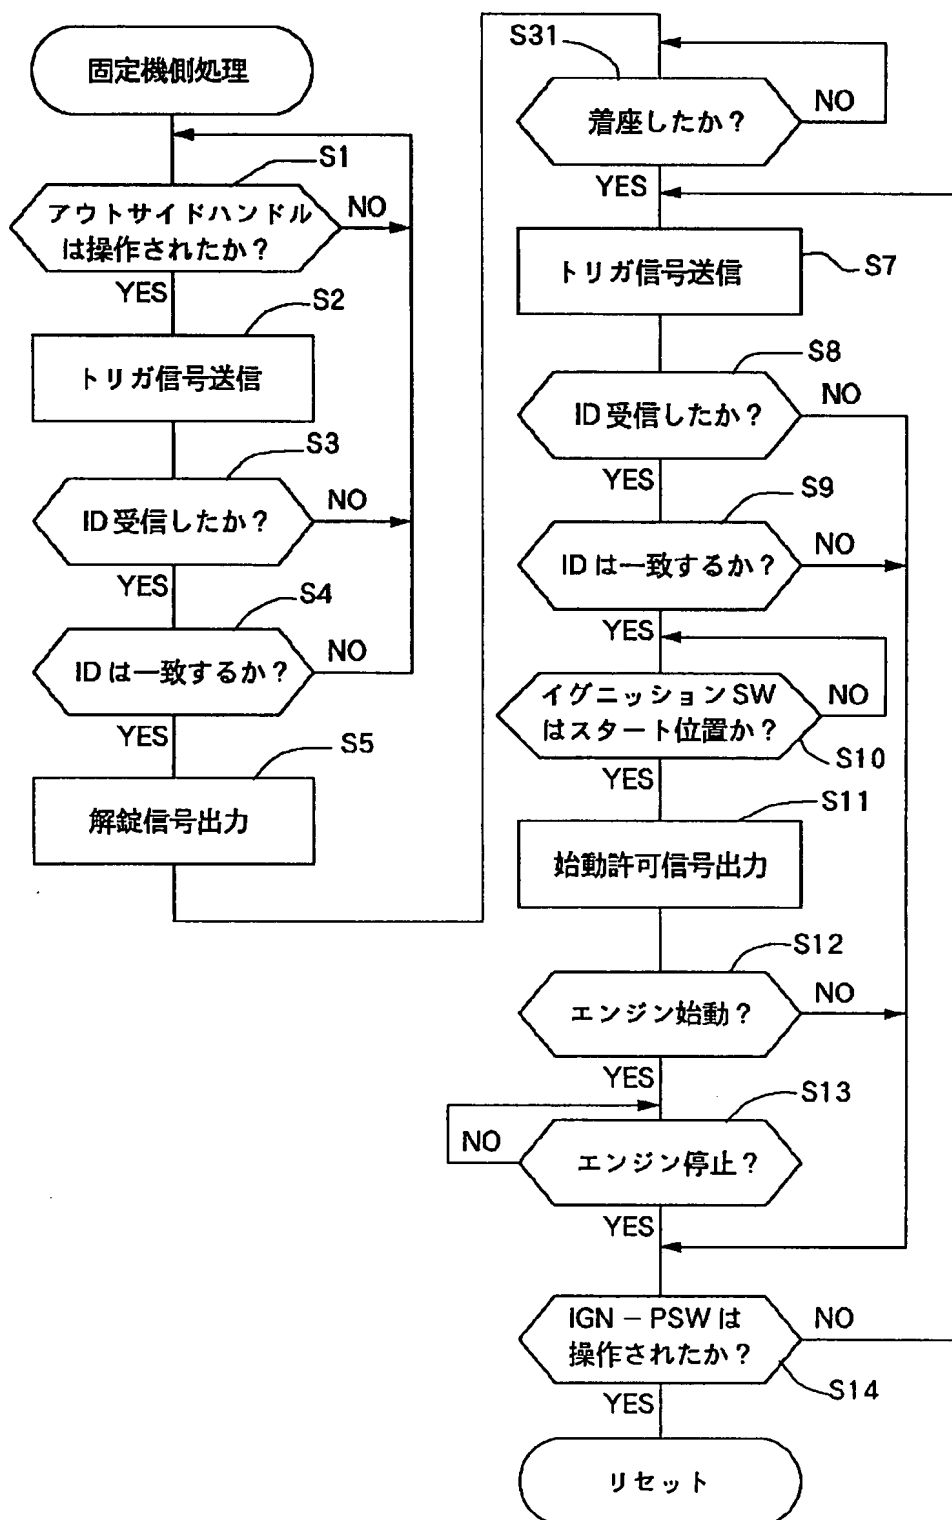 固定機側処理
S1
アウトサイドハンドル
は操作されたか?
NO
YES
S2
トリガ信号送信
S3
ID受信したか?
NO
YES
S4
IDは一致するか?
NO
YES
S5
解錠信号出力
S31
着座したか?
NO
YES
S7
トリガ信号送信
S8
ID受信したか?
NO
YES
S9
IDは一致するか?
NO
YES
イグニッションSW
はスタート位置か?
NO
S10
YES
S11
始動許可信号出力
S12
エンジン始動?
NO
YES
S13
エンジン停止?
NO
YES
IGN－PSWは
操作されたか?
NO
S14
YES
リセット